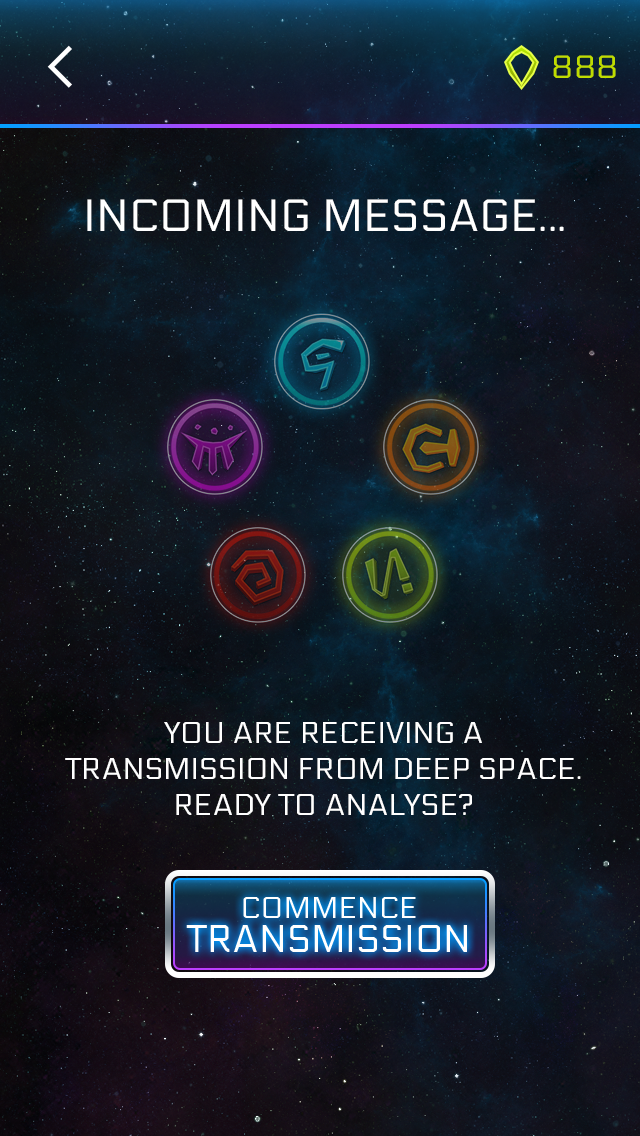 888
INCOMING MESSAGE...
YOU ARE RECEIVING A
TRANSMISSION FROM DEEP SPACE.
READY TO ANALYSE?
COMMENCE
TRANSMISSION